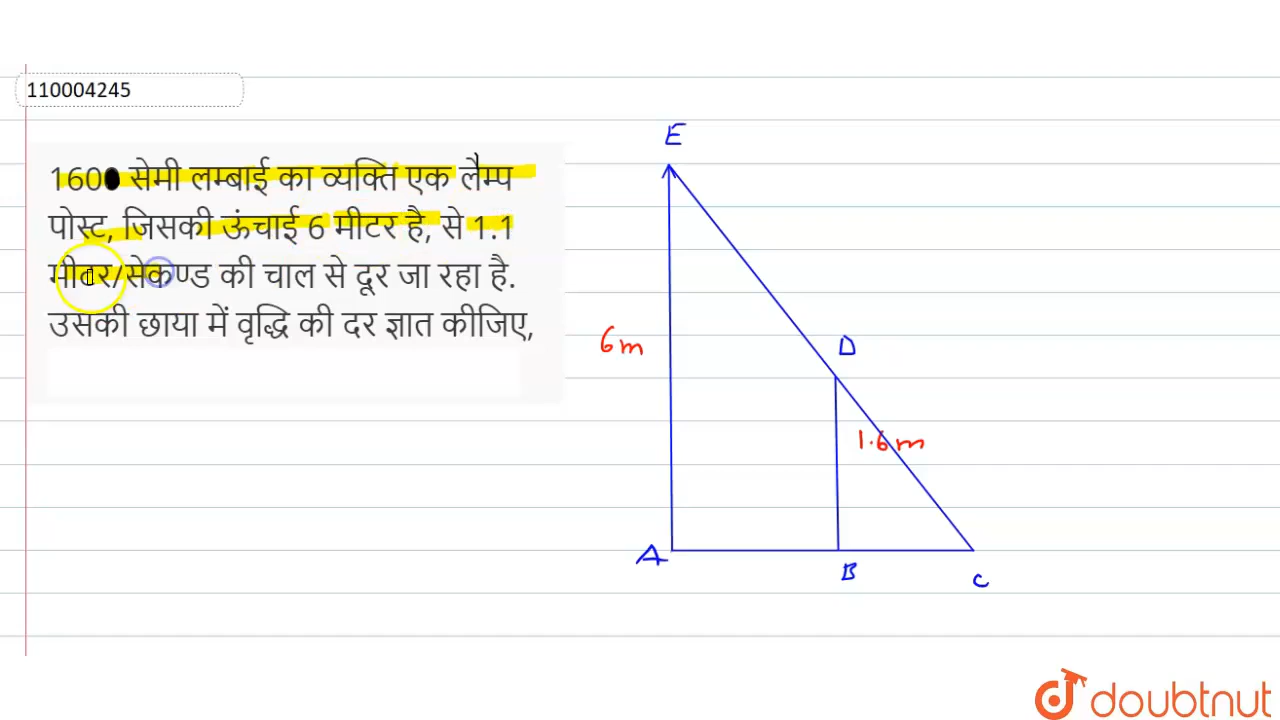 110004245
160 सेमी लम्बाई का व्यक्ति एक लैम्प
पोस्ट, जिसकी ऊंचाई 6 मीटर है, से 1.1
मीटर/सेकण्ड की चाल से दूर जा रहा है.
उसकी छाया में वृद्धि की दर ज्ञात कीजिए,
E
6m
D
1.6m
A
B
C
doubtnut